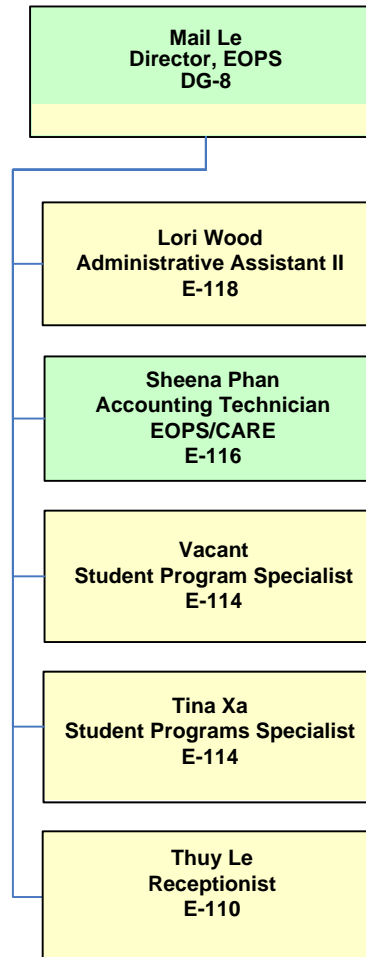 Mail Le
Director, EOPS
DG-8
Lori Wood
Administrative Assistant II
E-118
Sheena Phan
Accounting Technician
EOPS/CARE
E-116
Vacant
Student Program Specialist
E-114
Tina Xa
Student Programs Specialist
E-114
Thuy Le
Receptionist
E-110